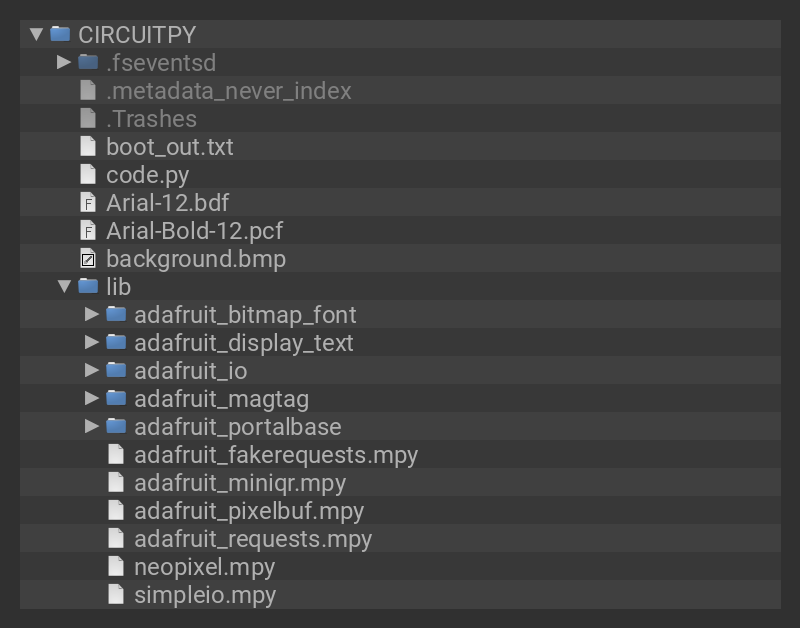 CIRCUITPY
.fseventsd
.metadata_never_index
.Trashes
boot_out.txt
code.py
Arial-12.bdf
Arial-Bold-12.pcf
background.bmp
lib
adafruit_bitmap_font
adafruit_display_text
adafruit_io
adafruit_magtag
adafruit_portalbase
adafruit_fakerequests.mpy
adafruit_miniqr.mpy
adafruit_pixelbuf.mpy
adafruit_requests.mpy
neopixel.mpy
simpleio.mpy